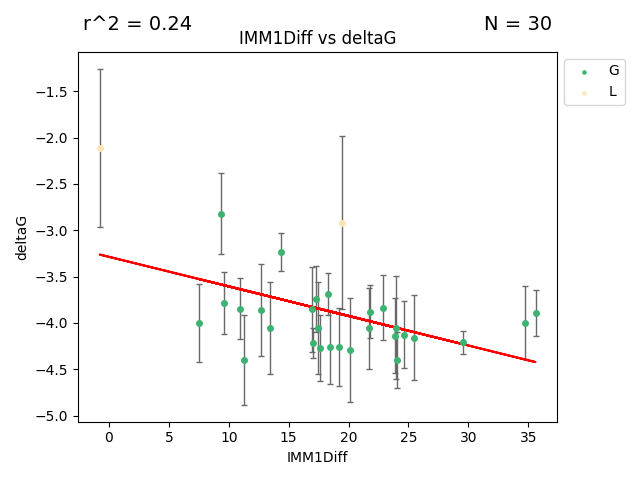 r^2 = 0.24
N = 30
IMM1Diff vs deltaG
G
L
−1.5
−2.0
−2.5
−3.0
−3.5
−4.0
−4.5
−5.0
deltaG
0 5 10 15 20 25 30 35
IMM1Diff